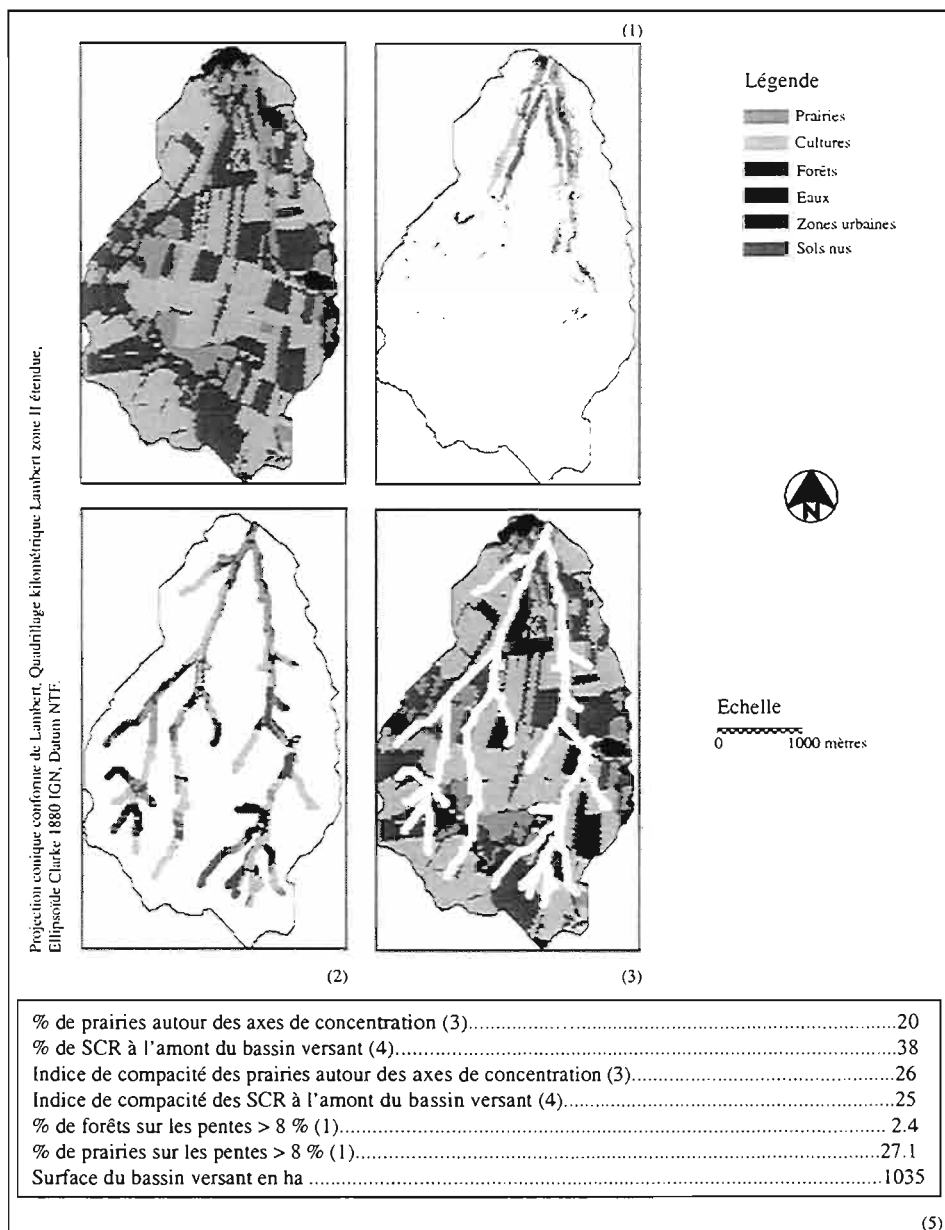 (1)
Légende
Prairies
Cultures
Forêts
Eaux
Zones urbaines
Sols nus
Projection conique conforme de Lambert, Quadrillage kilométrique Lambert zone II étendue,
Ellipsoïde Clarke 1880 IGN, Datum NTF.
N
Echelle
0 1000 mètres
(2)
(3)
% de prairies autour des axes de concentration (3)....................20
% de SCR à l'amont du bassin versant (4)....................38
Indice de compacité des prairies autour des axes de concentration (3)....................26
Indice de compacité des SCR à l'amont du bassin versant (4)....................25
% de forêts sur les pentes > 8 % (1)....................2.4
% de prairies sur les pentes > 8 % (1)....................27.1
Surface du bassin versant en ha ....................1035
(5)